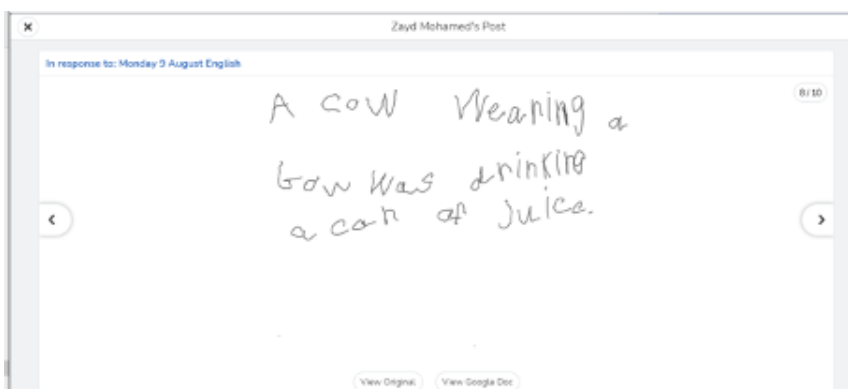 Zayd Mohamed's Post
In response to: Monday 9 August English
8/10
A cow Wearing a
bow was drinking
a can of juice.
View Original View Google Doc